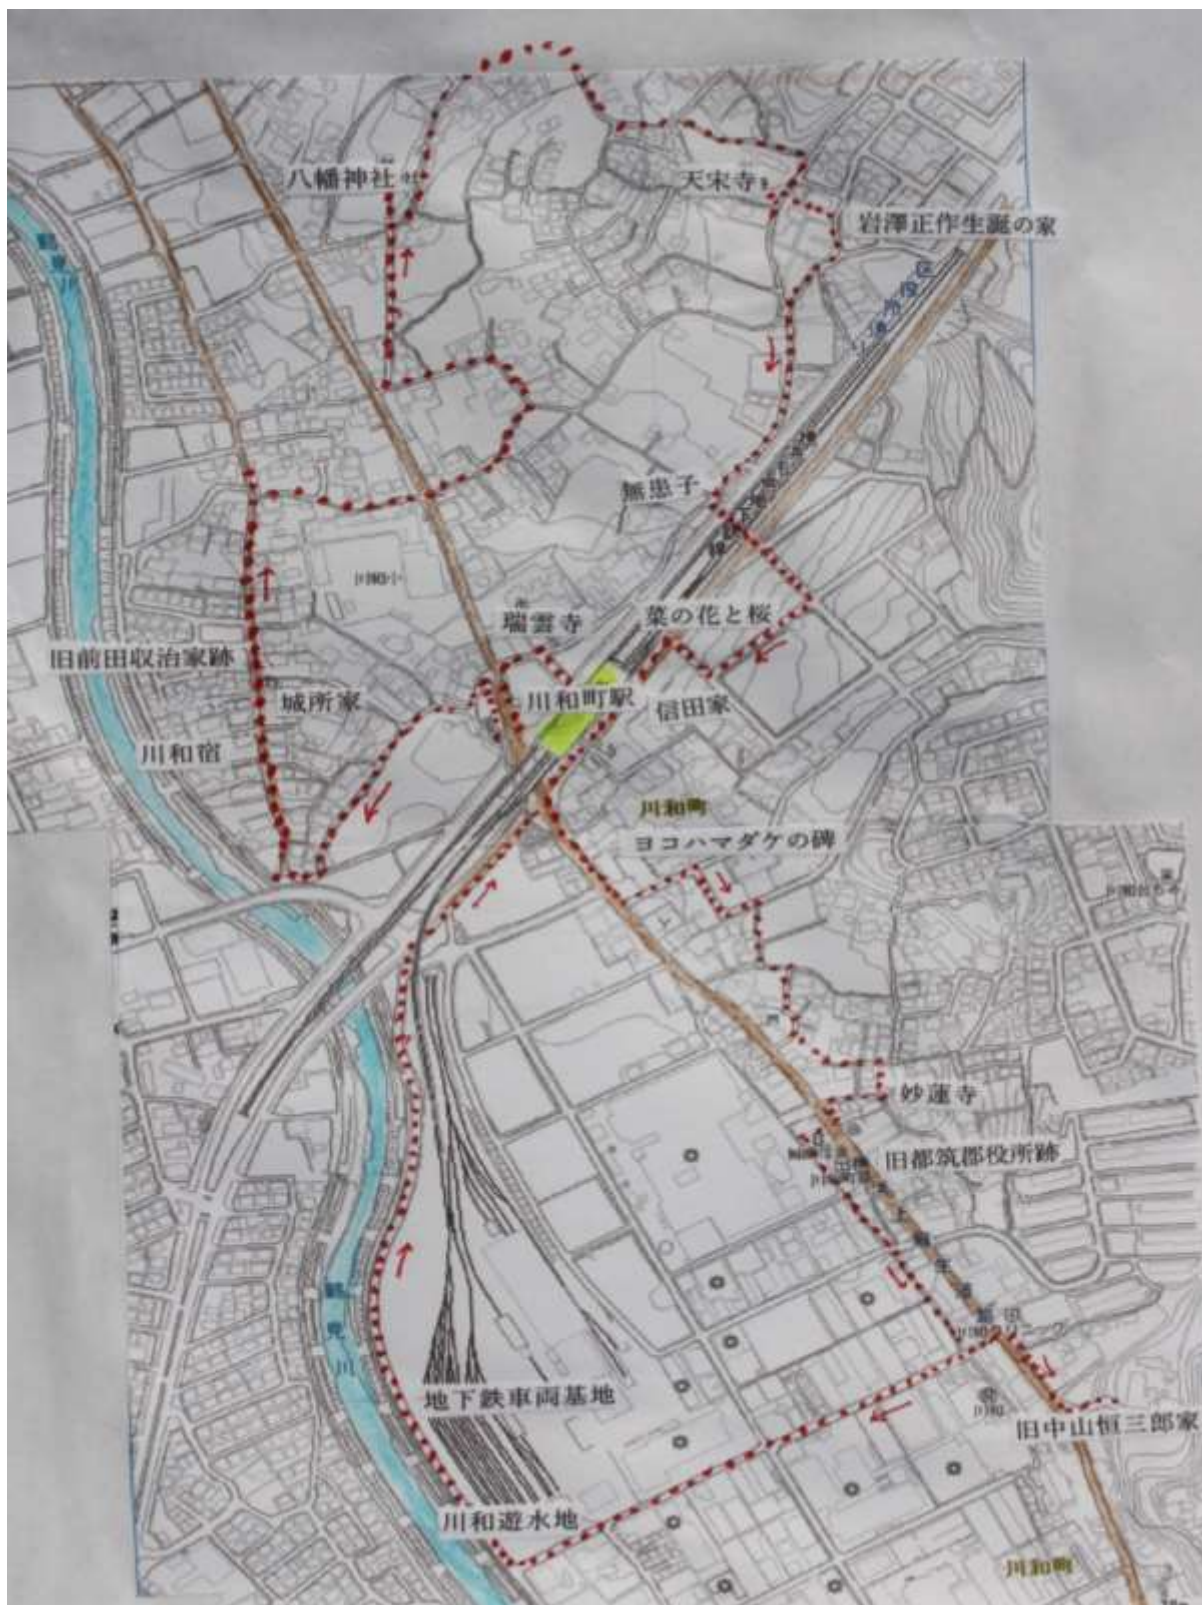 八幡神社
天宋寺
岩澤正作生誕の家
無患子
瑞雲寺
菜の花と桜
旧前田収治家跡
城所家
川和町駅
信田家
川和宿
川和町
ヨコハマダケの碑
妙蓮寺
旧都筑郡役所跡
鶴見川
地下鉄車両基地
旧中山恒三郎家
川和遊水地
川和町